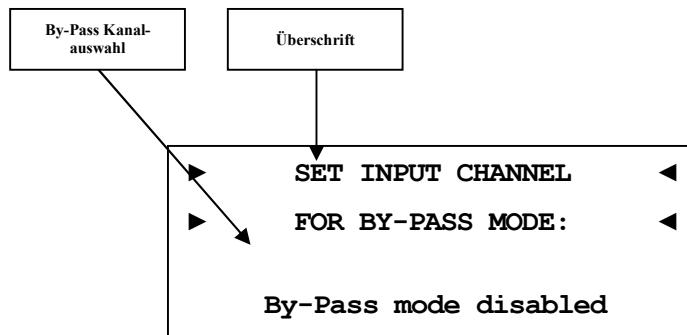 By-Pass Kanal-
auswahl
Überschrift
► SET INPUT CHANNEL ◄
► FOR BY-PASS MODE: ◄
By-Pass mode disabled